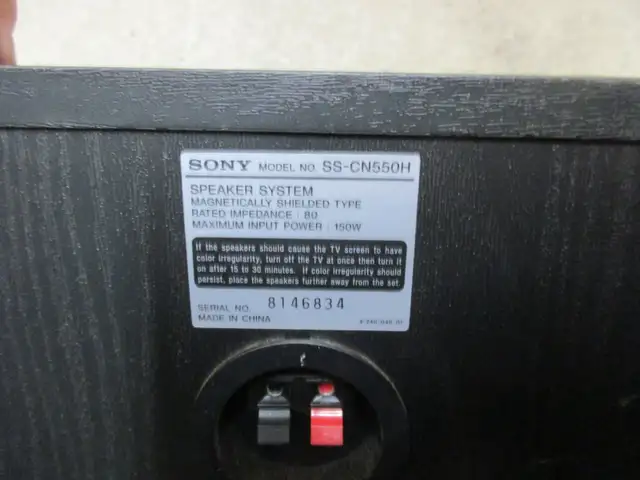 SONY MODEL NO. SS-CN550H
SPEAKER SYSTEM
MAGNETICALLY SHIELDED TYPE
RATED IMPEDANCE : 8Ω
MAXIMUM INPUT POWER : 150W
If the speakers should cause the TV screen to have
color irregularity, turn off the TV at once then turn it
on after 15 to 30 minutes. If color irregularity should
persist, place the speakers further away from the set.
SERIAL NO. 8146834
MADE IN CHINA